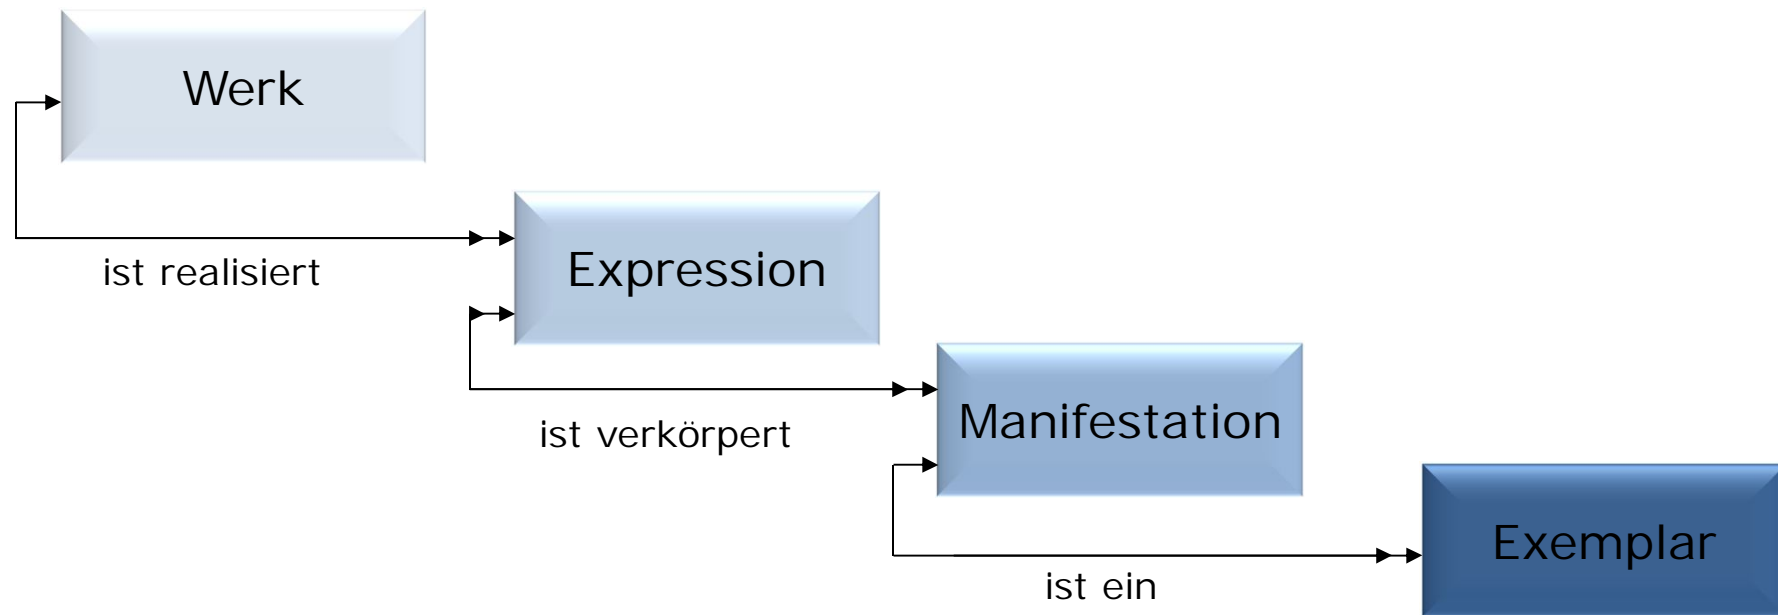 Werk
ist realisiert
Expression
ist verkörpert
Manifestation
ist ein
Exemplar